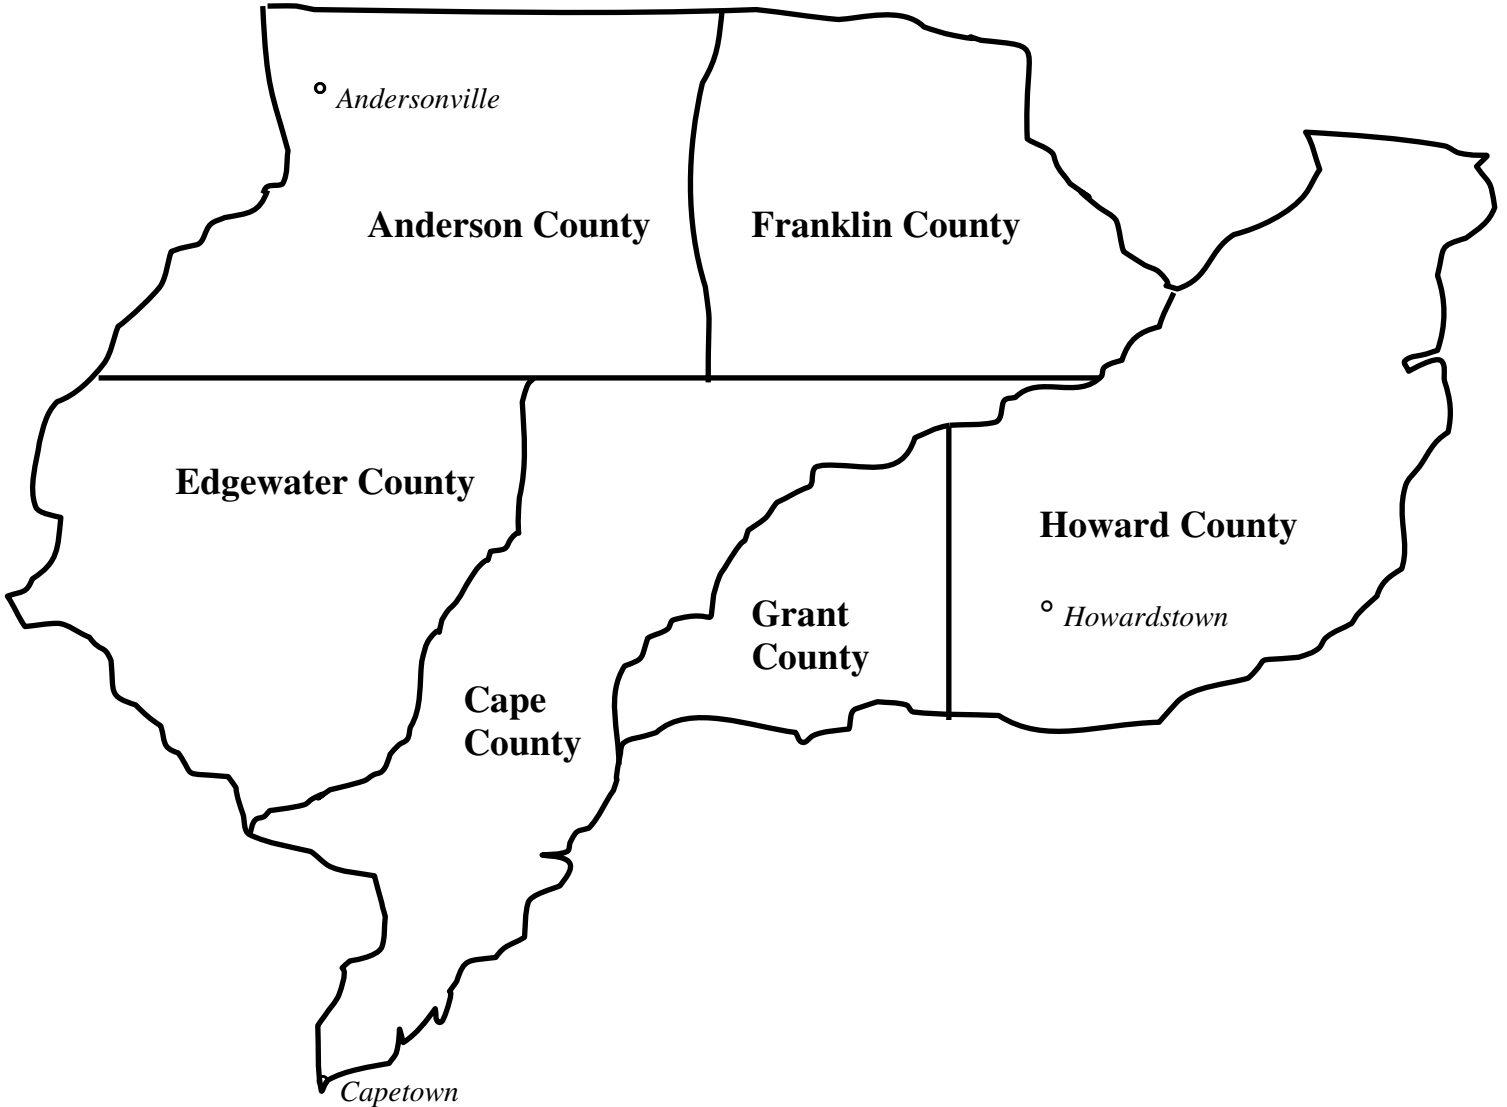 Andersonville
Anderson County
Franklin County
Edgewater County
Howard County
Grant
County
Howardstown
Cape
County
Capetown